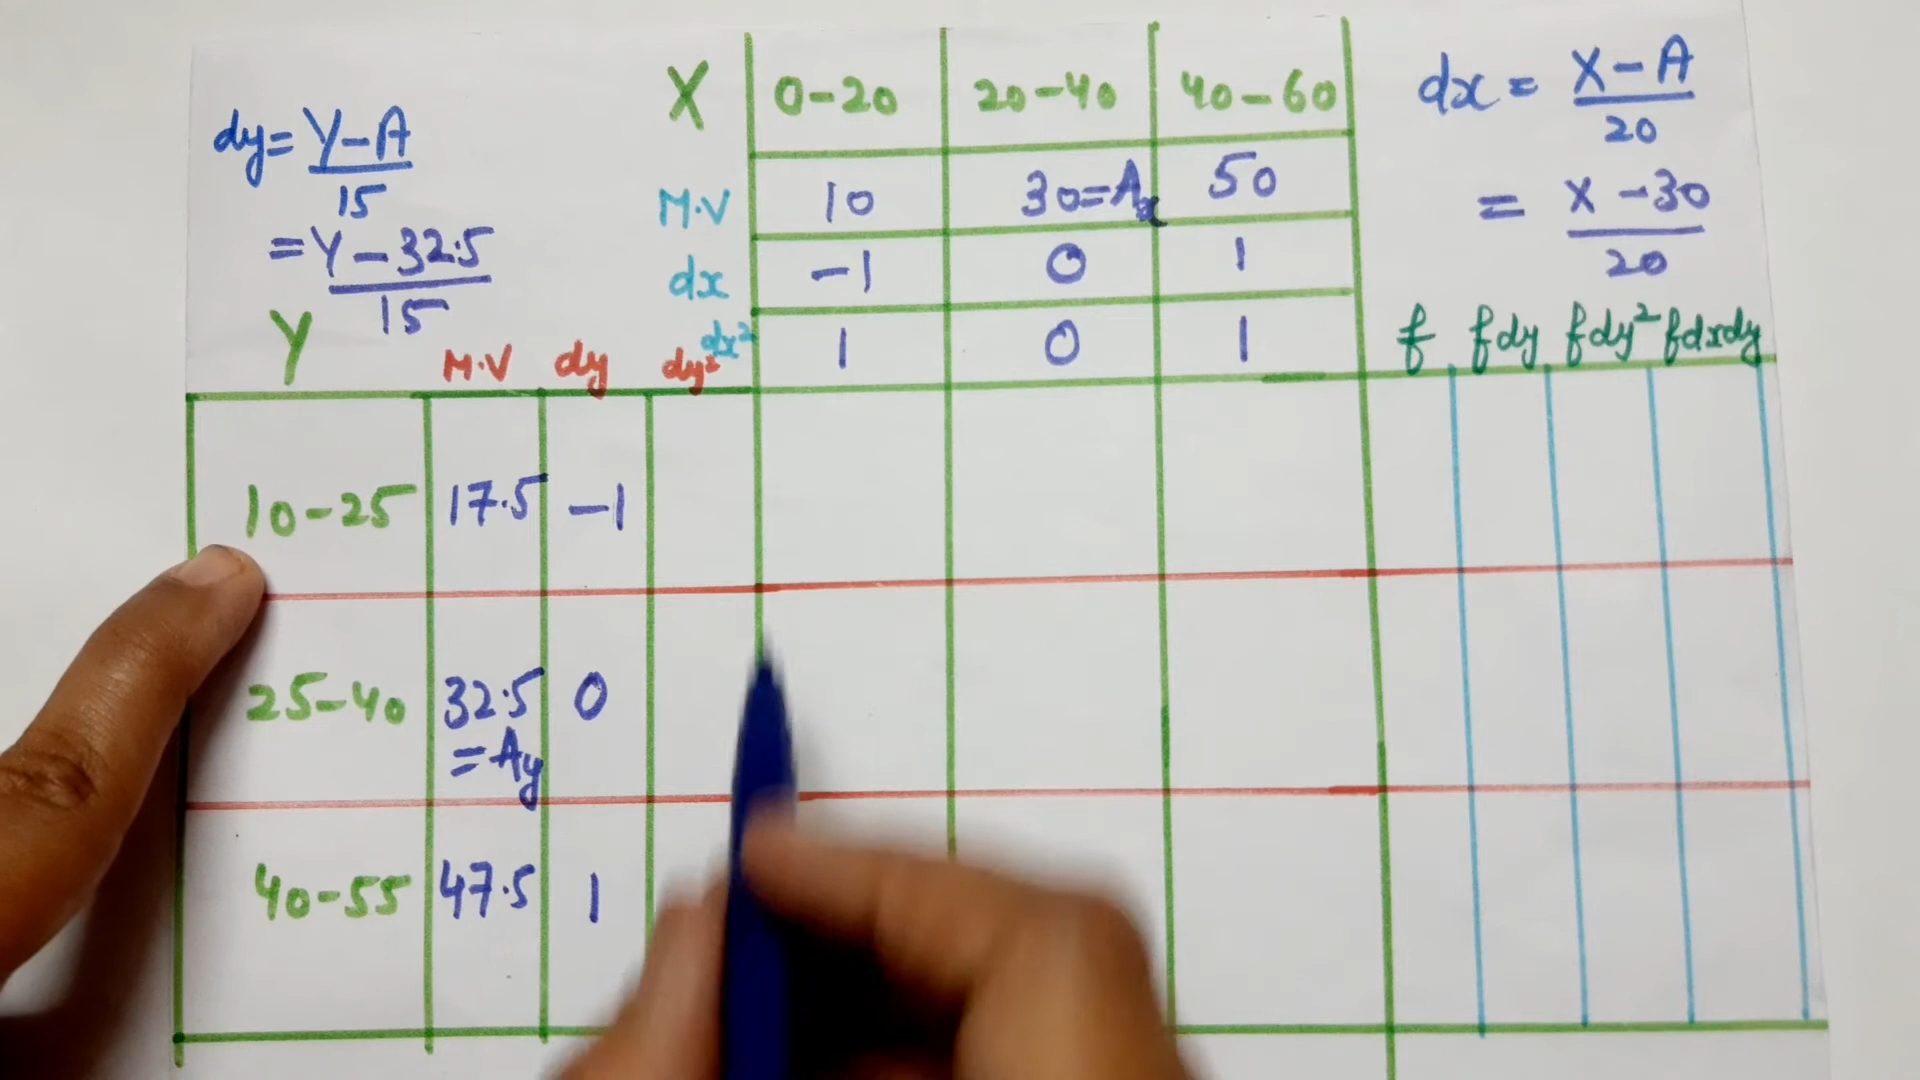 X 0-20 20-40 40-60
dx = X-A
20
dy = Y-A
15
M.V 10 30=Ax 50
= X-30
20
= Y-32.5
15
dx -1 0 1
dx² 1 0 1
Y M.V dy dy² f fdy fdy² fdxdy
10-25 17.5 -1
25-40 32.5 0
=Ay
40-55 47.5 1